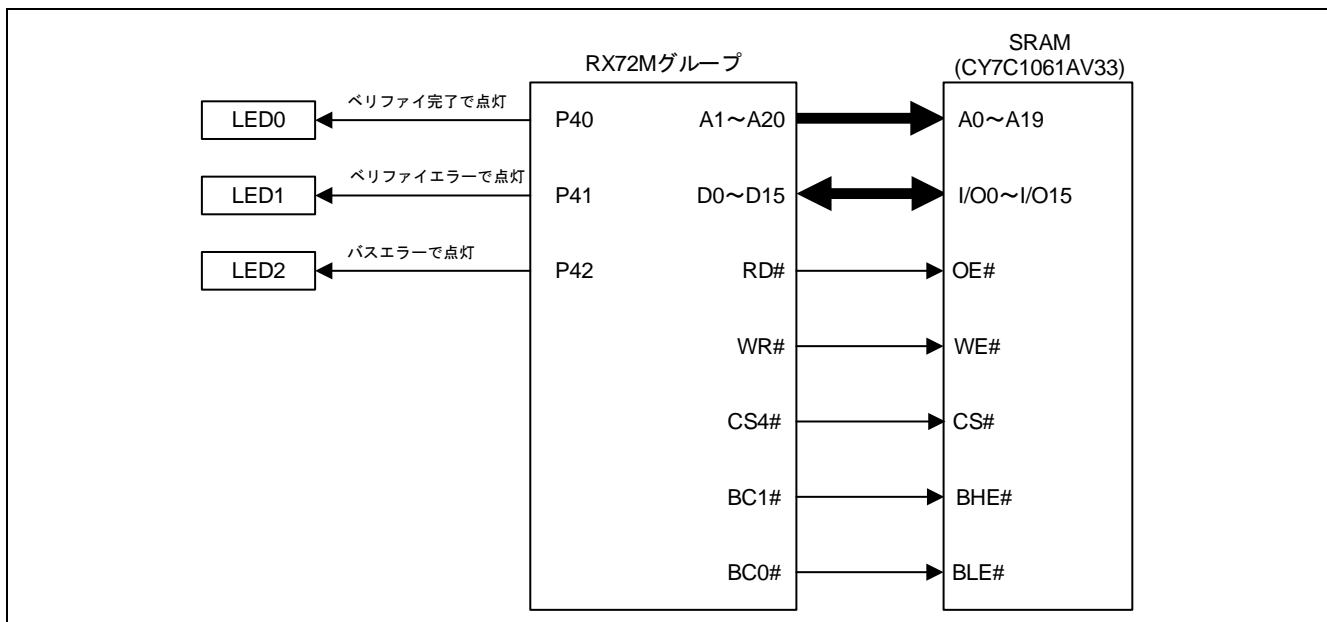 SRAM
(CY7C1061AV33)
RX72Mグループ
LED0
ベリファイ完了で点灯
P40
A1～A20
A0～A19
LED1
ベリファイエラーで点灯
P41
D0～D15
I/O0～I/O15
LED2
バスエラーで点灯
P42
RD#
OE#
WR#
WE#
CS4#
CS#
BC1#
BHE#
BC0#
BLE#